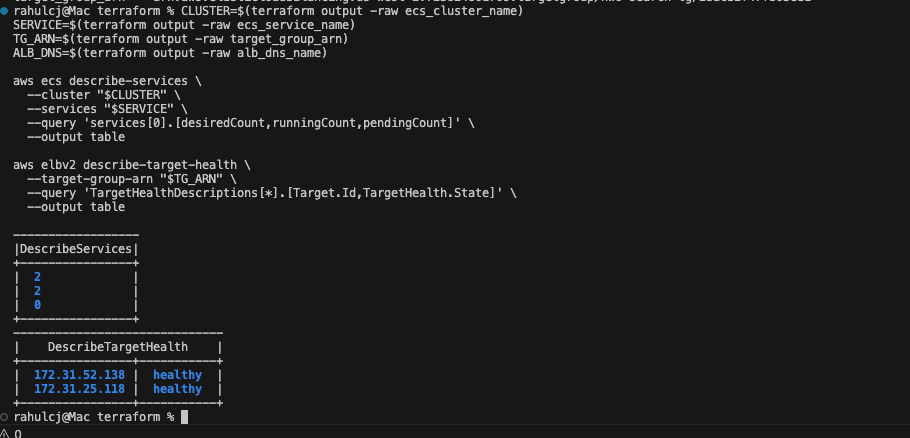 rahulcj@Mac terraform % CLUSTER=$(terraform output -raw ecs_cluster_name)
SERVICE=$(terraform output -raw ecs_service_name)
TG_ARN=$(terraform output -raw target_group_arn)
ALB_DNS=$(terraform output -raw alb_dns_name)

aws ecs describe-services \
  --cluster "$CLUSTER" \
  --services "$SERVICE" \
  --query 'services[0].[desiredCount,runningCount,pendingCount]' \
  --output table

aws elbv2 describe-target-health \
  --target-group-arn "$TG_ARN" \
  --query 'TargetHealthDescriptions[*].[Target.Id,TargetHealth.State]' \
  --output table

------------------
|DescribeServices|
+----------------+
|  2             |
|  2             |
|  0             |
+----------------+
------------------------------
|    DescribeTargetHealth    |
+----------------+-----------+
|  172.31.52.138 |  healthy  |
|  172.31.25.118 |  healthy  |
+----------------+-----------+
rahulcj@Mac terraform %
0